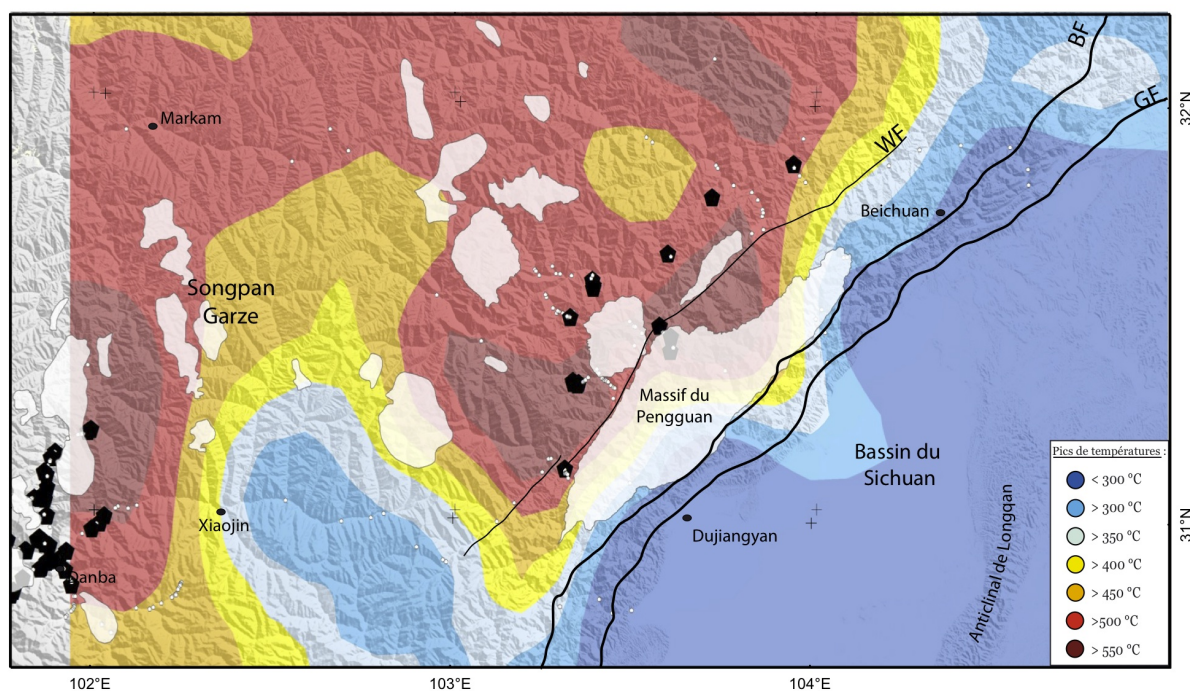 BF
GF
32°N
Markam
WF
Beichuan
Songpan
Garze
Massif du
Pengguan
Bassin du
Sichuan
Pics de températures :
< 300 °C
> 300 °C
> 350 °C
> 400 °C
> 450 °C
>500 °C
> 550 °C
Xiaojin
Dujiangyan
31°N
Danba
Anticlinal de Longqan
102°E
103°E
104°E